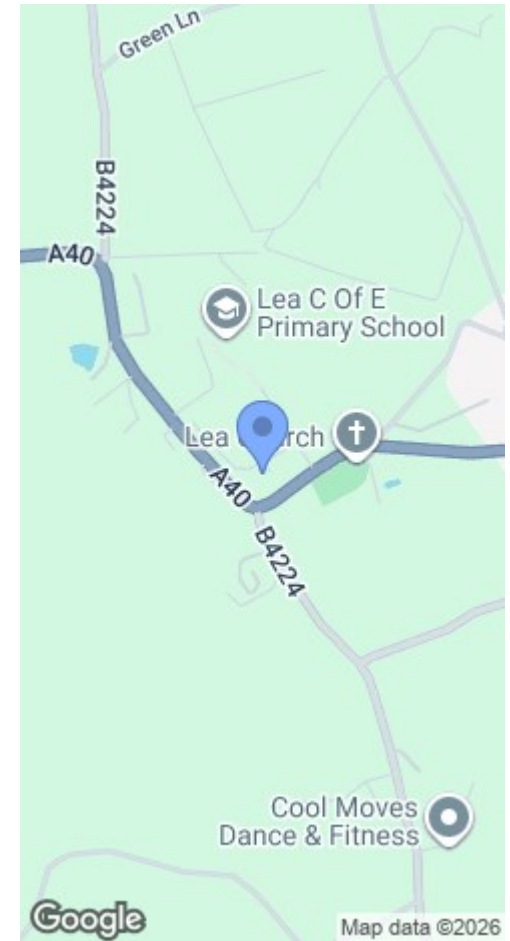 Green Ln
B4224
A40
Lea C Of E
Primary School
Lea Church
A40
B4224
Cool Moves
Dance & Fitness
Google
Map data ©2026